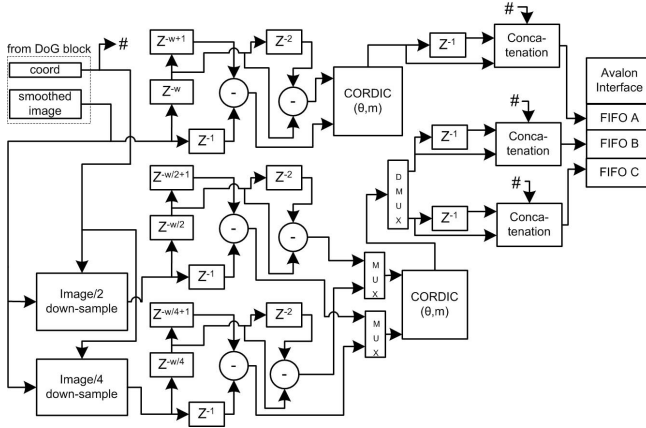 from DoG block
#
coord
smoothed
image
Z-w+1
Z-2
Z-w
-
-
Z-1
CORDIC
(θ,m)
Z-1
#
Conca-
tenation
Avalon
Interface
FIFO A
FIFO B
FIFO C
Z-1
#
Conca-
tenation
D
M
U
X
Z-1
#
Conca-
tenation
Z-w/2+1
Z-2
Z-w/2
-
-
Z-1
M
U
X
M
U
X
CORDIC
(θ,m)
Image/2
down-sample
Z-w/4+1
Z-2
Z-w/4
-
-
Z-1
Image/4
down-sample